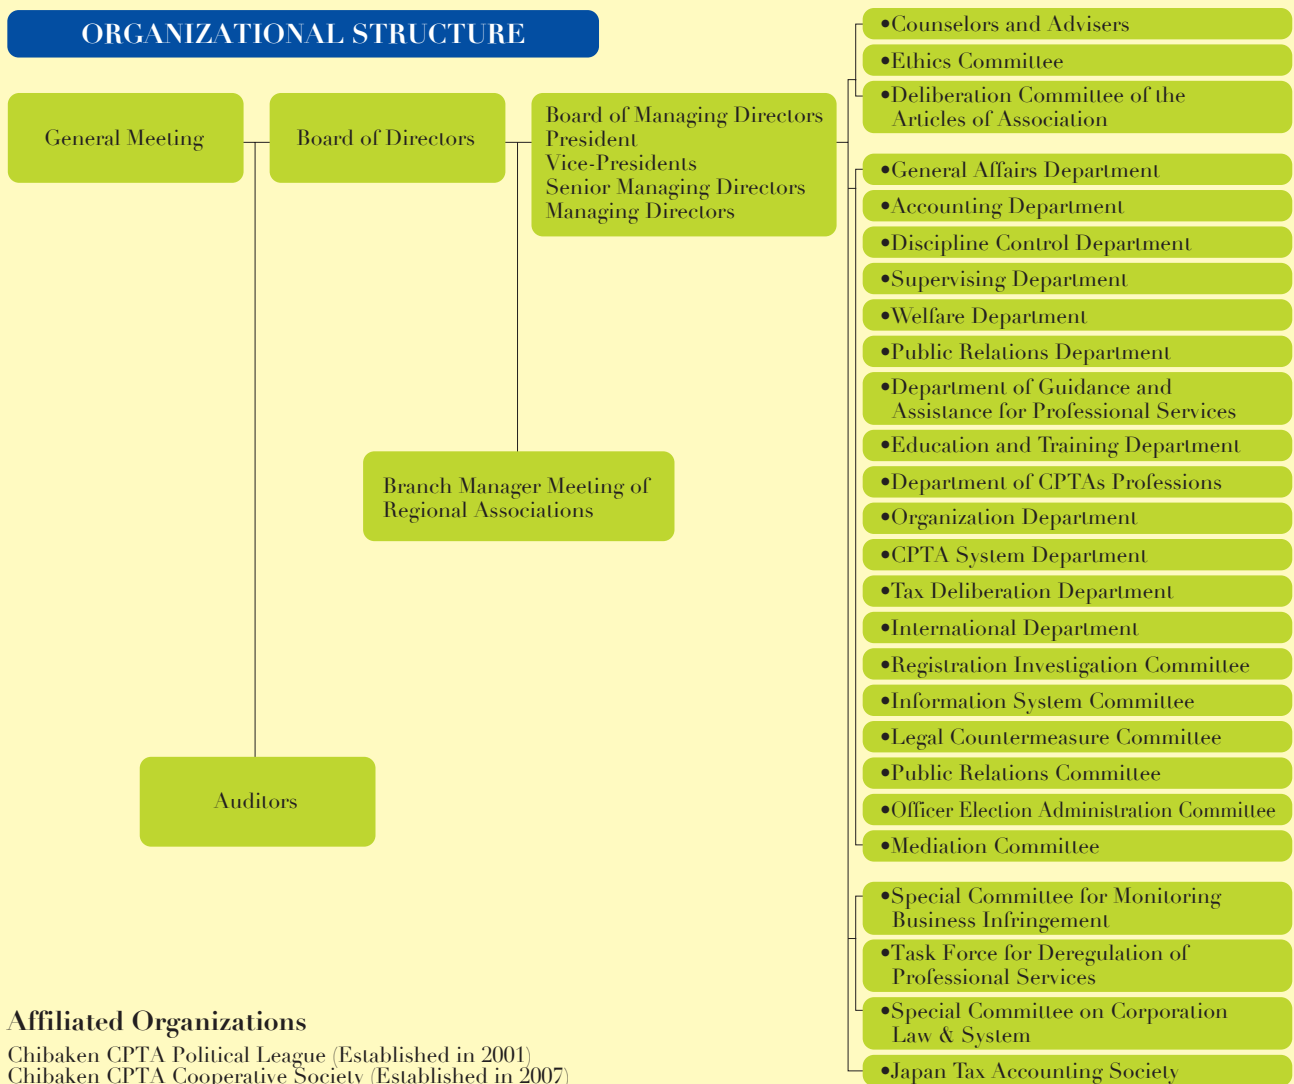 ORGANIZATIONAL STRUCTURE
General Meeting
Board of Directors
Board of Managing Directors
President
Vice-Presidents
Senior Managing Directors
Managing Directors
Branch Manager Meeting of
Regional Associations
Auditors
•Counselors and Advisers
•Ethics Committee
•Deliberation Committee of the
Articles of Association
•General Affairs Department
•Accounting Department
•Discipline Control Department
•Supervising Department
•Welfare Department
•Public Relations Department
•Department of Guidance and
Assistance for Professional Services
•Education and Training Department
•Department of CPTAs Professions
•Organization Department
•CPTA System Department
•Tax Deliberation Department
•International Department
•Registration Investigation Committee
•Information System Committee
•Legal Countermeasure Committee
•Public Relations Committee
•Officer Election Administration Committee
•Mediation Committee
•Special Committee for Monitoring
Business Infringement
•Task Force for Deregulation of
Professional Services
•Special Committee on Corporation
Law & System
•Japan Tax Accounting Society
Affiliated Organizations
Chibaken CPTA Political League (Established in 2001)
Chibaken CPTA Cooperative Society (Established in 2007)